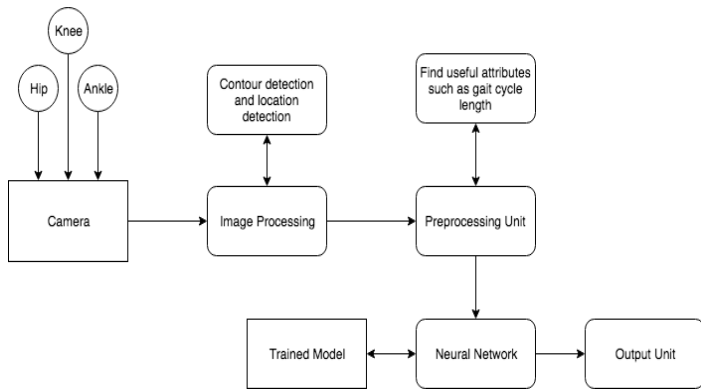 Knee
Hip
Ankle
Contour detection
and location
detection
Find useful attributes
such as gait cycle
length
Camera
Image Processing
Preprocessing Unit
Trained Model
Neural Network
Output Unit